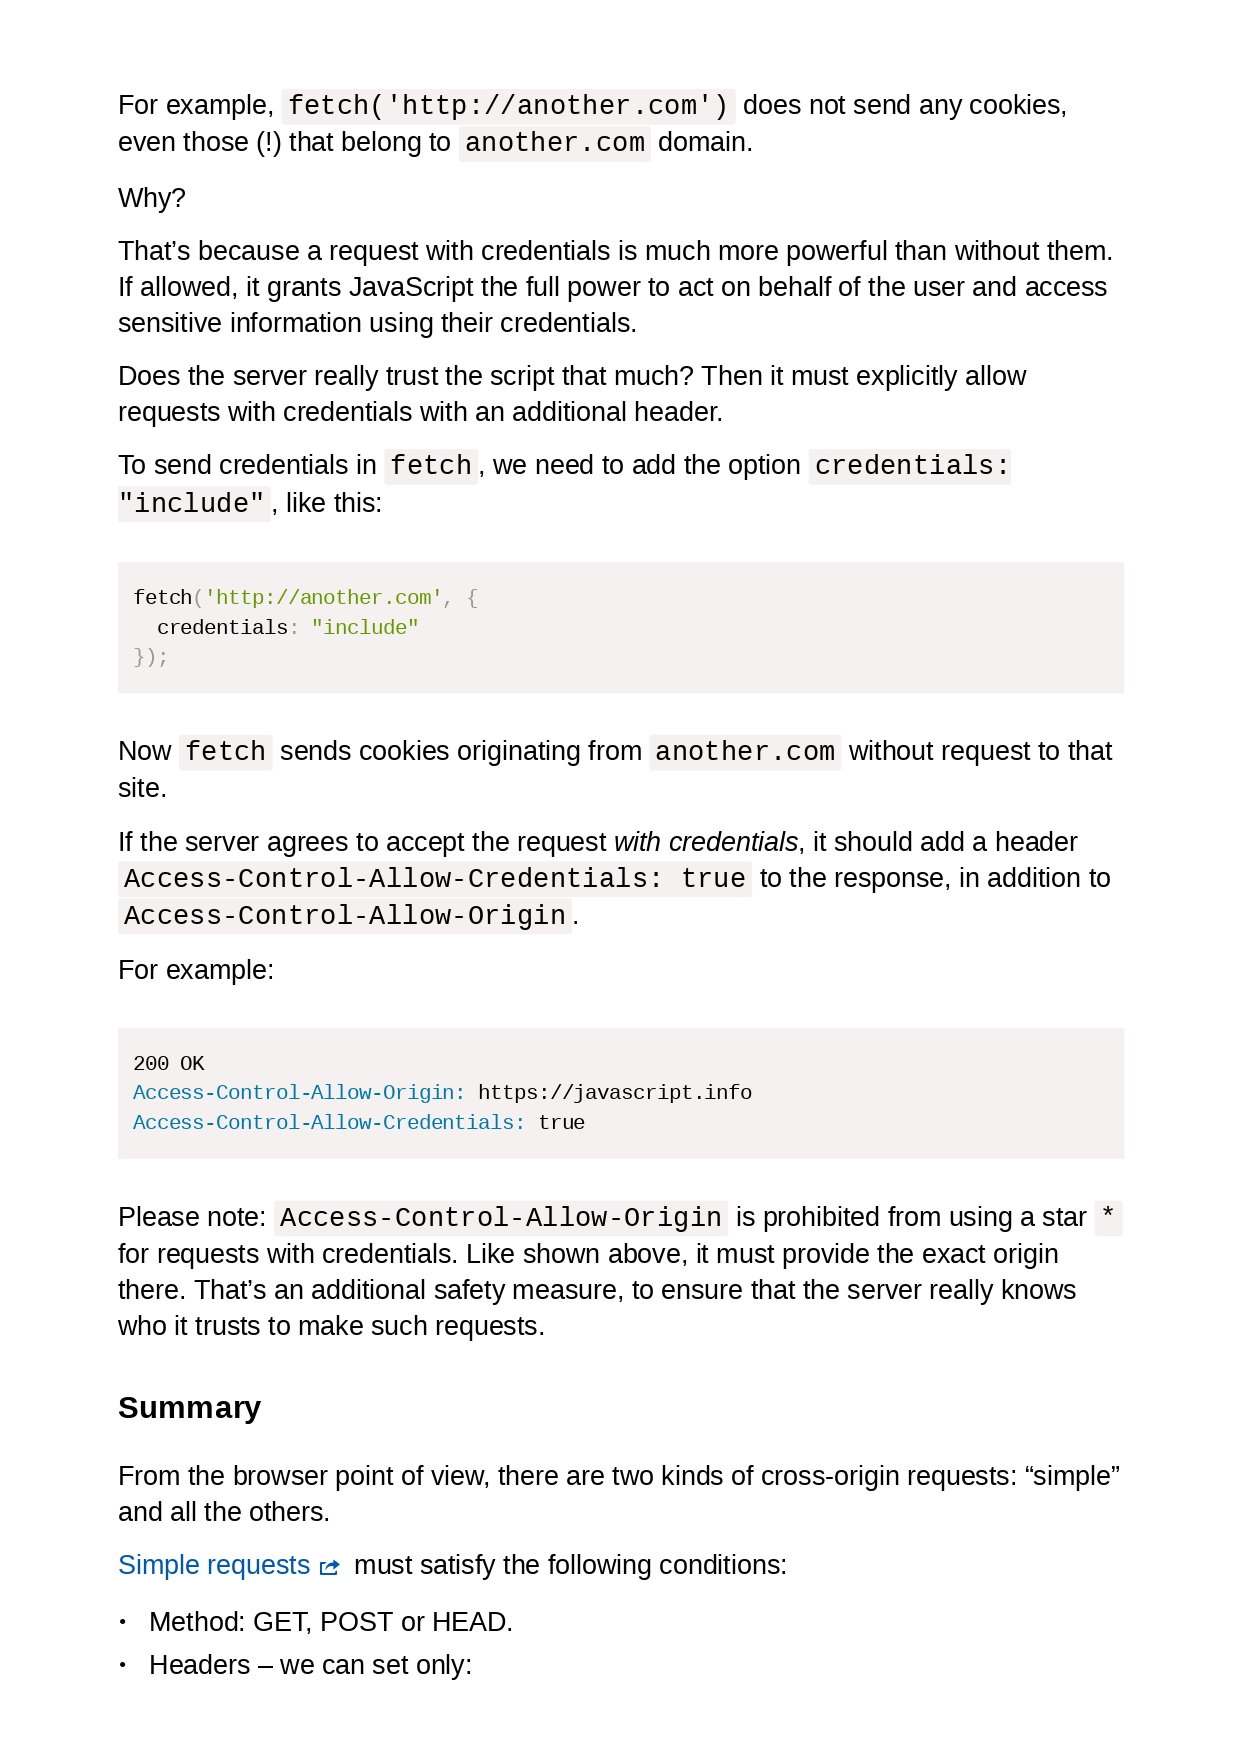 For example, fetch('http://another.com') does not send any cookies,
even those (!) that belong to another.com domain.
Why?
That’s because a request with credentials is much more powerful than without them.
If allowed, it grants JavaScript the full power to act on behalf of the user and access
sensitive information using their credentials.
Does the server really trust the script that much? Then it must explicitly allow
requests with credentials with an additional header.
To send credentials in fetch, we need to add the option credentials:
"include", like this:
fetch('http://another.com', {
  credentials: "include"
});
Now fetch sends cookies originating from another.com without request to that
site.
If the server agrees to accept the request with credentials, it should add a header
Access-Control-Allow-Credentials: true to the response, in addition to
Access-Control-Allow-Origin.
For example:
200 OK
Access-Control-Allow-Origin: https://javascript.info
Access-Control-Allow-Credentials: true
Please note: Access-Control-Allow-Origin is prohibited from using a star *
for requests with credentials. Like shown above, it must provide the exact origin
there. That’s an additional safety measure, to ensure that the server really knows
who it trusts to make such requests.
Summary
From the browser point of view, there are two kinds of cross-origin requests: “simple”
and all the others.
Simple requests must satisfy the following conditions:
• Method: GET, POST or HEAD.
• Headers – we can set only: